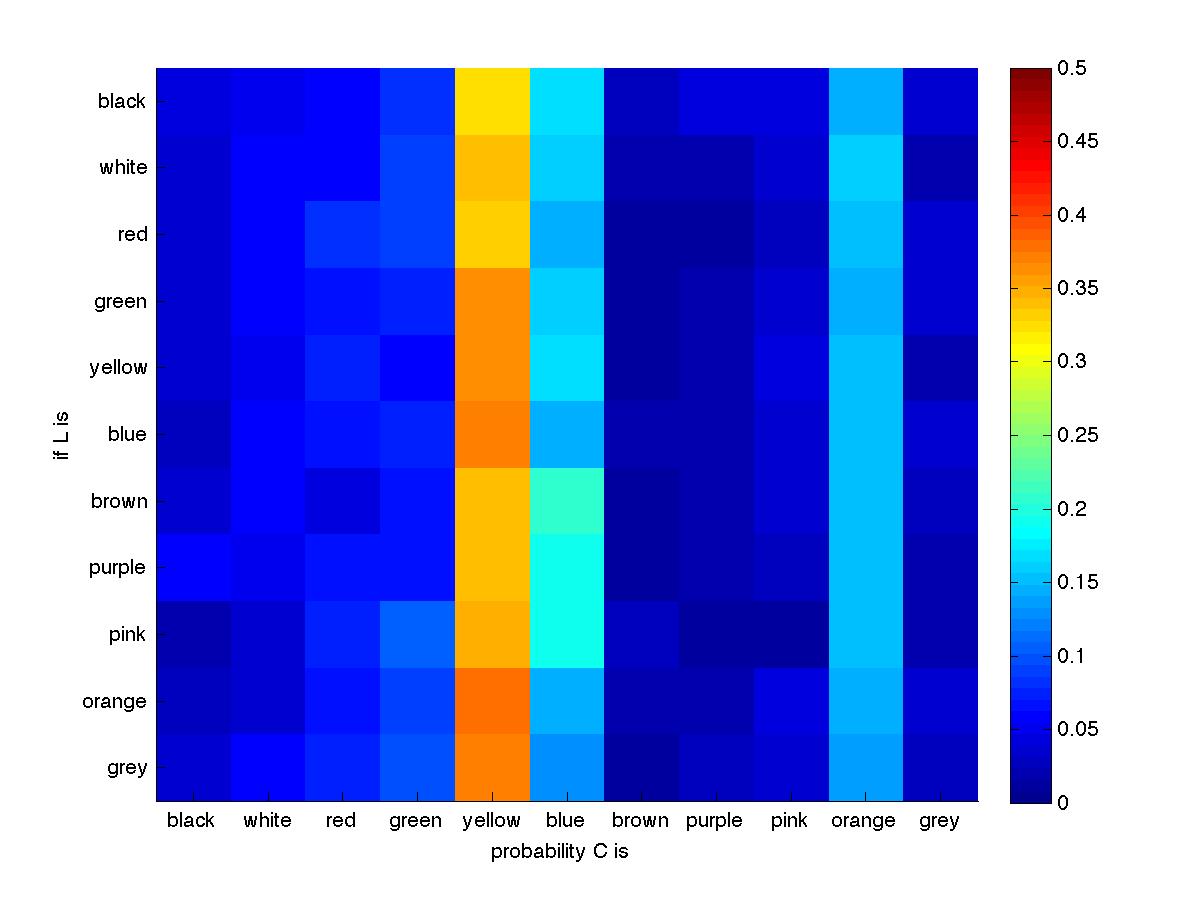 black
white
red
green
yellow
blue
brown
purple
pink
orange
grey
if L is
black white red green yellow blue brown purple pink orange grey
probability C is
0.5
0.45
0.4
0.35
0.3
0.25
0.2
0.15
0.1
0.05
0